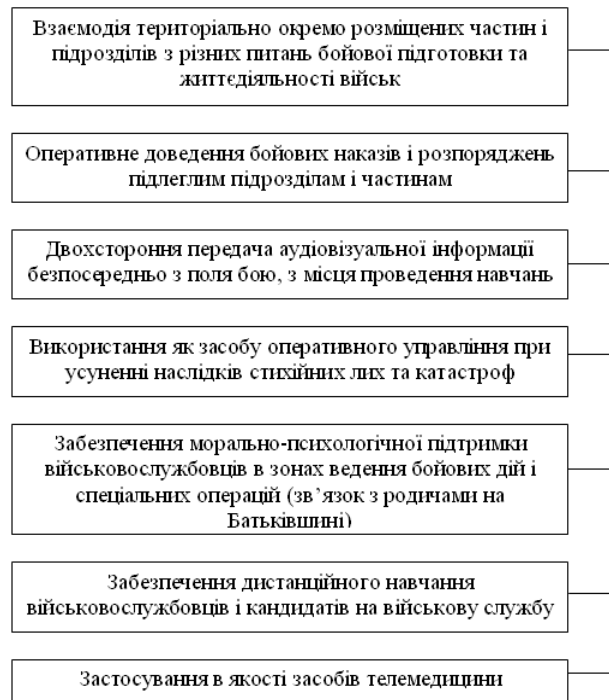 Взаємодія територіально окремо розміщених частин і
підрозділів з різних питань бойової підготовки та
життєдіяльності військ
Оперативне доведення бойових наказів і розпоряджень
підлеглим підрозділам і частинам
Двохстороння передача аудіовізуальної інформації
безпосередньо з поля бою, з місця проведення навчань
Використання як засобу оперативного управління при
усуненні наслідків стихійних лих та катастроф
Забезпечення морально-психологічної підтримки
військовослужбовців в зонах ведення бойових дій і
спеціальних операцій (зв’язок з родичами на
Батьківшині)
Забезпечення дистанційного навчання
військовослужбовців і кандидатів на військову службу
Застосування в якості засобів телемедицини